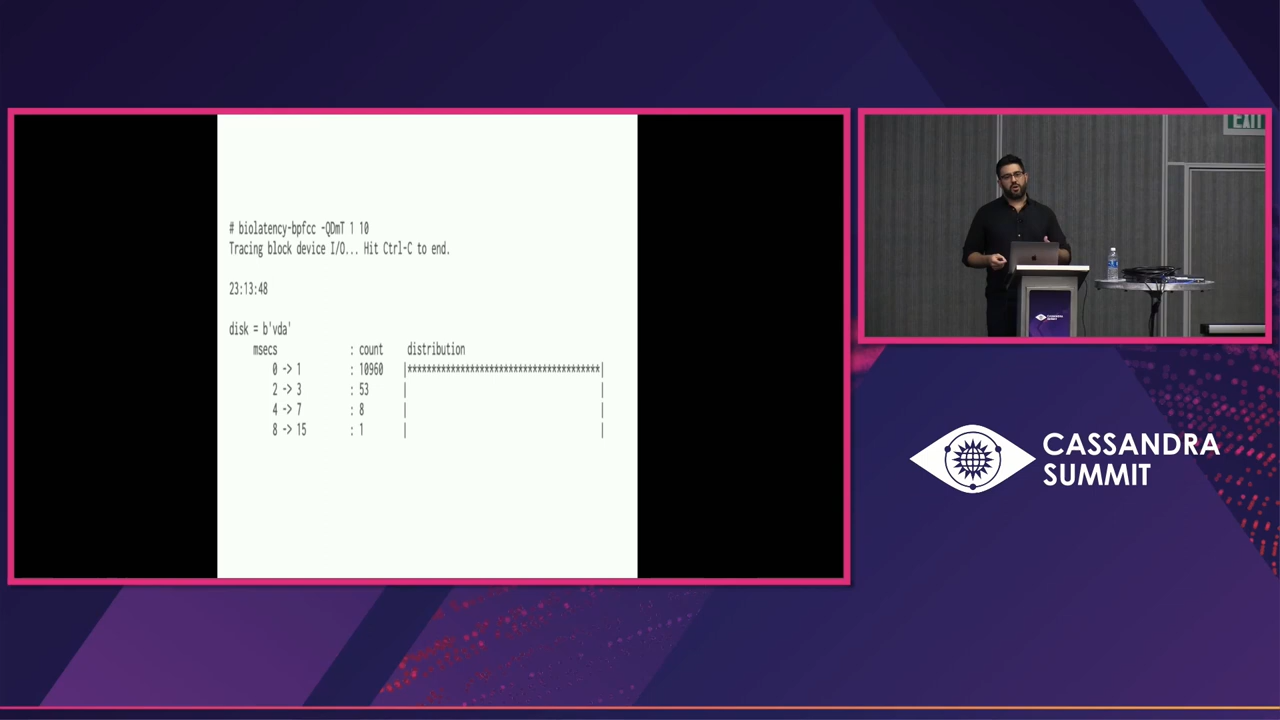 # biolatency-bpfcc -QDmT 1 10
Tracing block device I/O... Hit Ctrl-C to end.
23:13:48
disk = b'vda'
msecs : count distribution
0 -> 1 : 10960 |****************************************|
2 -> 3 : 53 | |
4 -> 7 : 8 | |
8 -> 15 : 1 | |
EXIT
CASSANDRA
SUMMIT